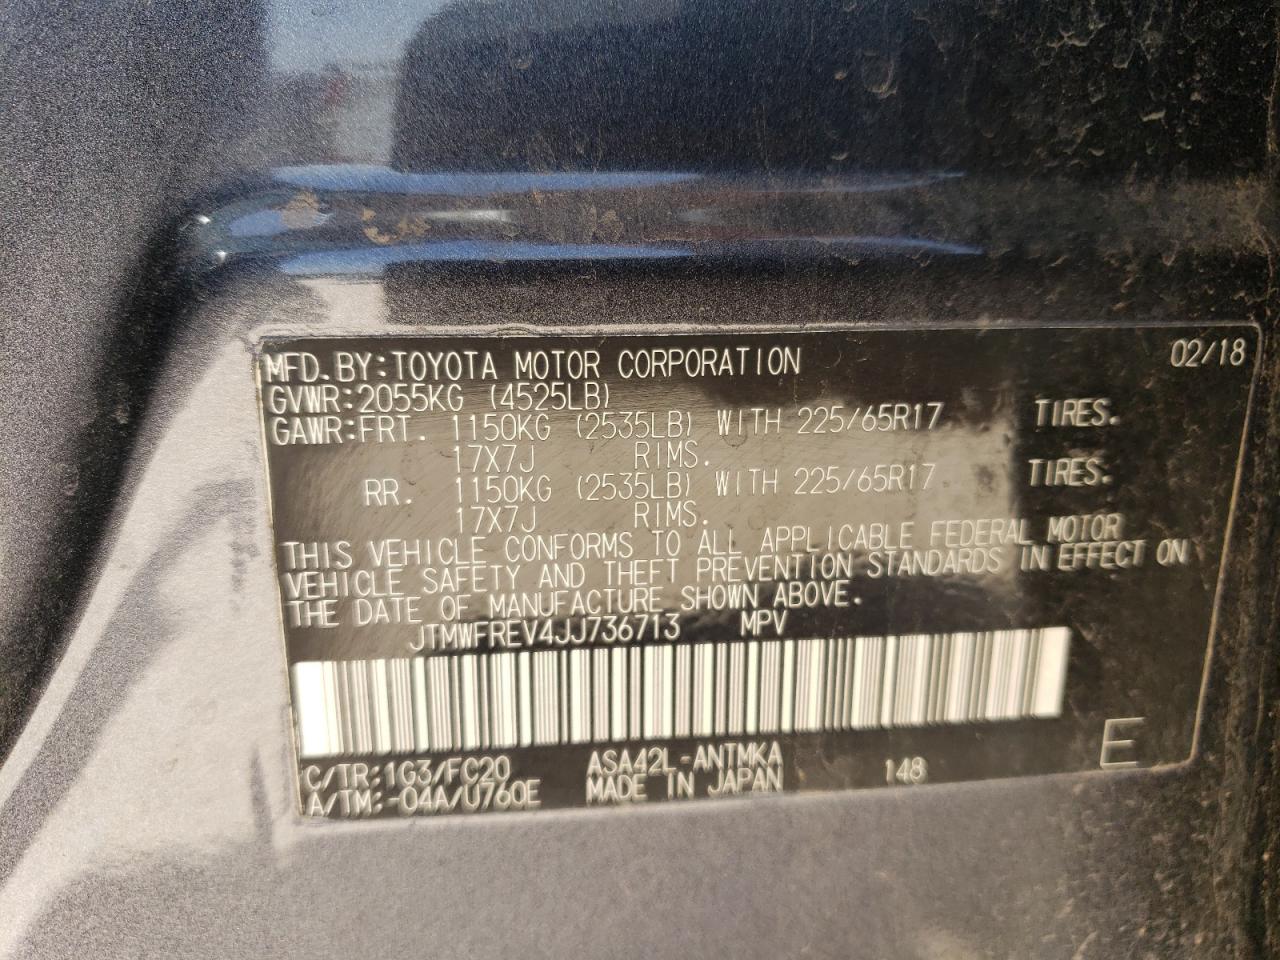 MFD.BY:TOYOTA MOTOR CORPORATION 02/18
GVWR:2055KG (4525LB)
GAWR:FRT. 1150KG (2535LB) WITH 225/65R17 TIRES.
17X7J RIMS.
RR. 1150KG (2535LB) WITH 225/65R17 TIRES.
17X7J RIMS.
THIS VEHICLE CONFORMS TO ALL APPLICABLE FEDERAL MOTOR
VEHICLE SAFETY AND THEFT PREVENTION STANDARDS IN EFFECT ON
THE DATE OF MANUFACTURE SHOWN ABOVE.
JTMWFREV4JJ736713 MPV
E
C/TR:1G3/FC20 ASA42L-ANTMKA 148
A/TM:-04A/U760E MADE IN JAPAN